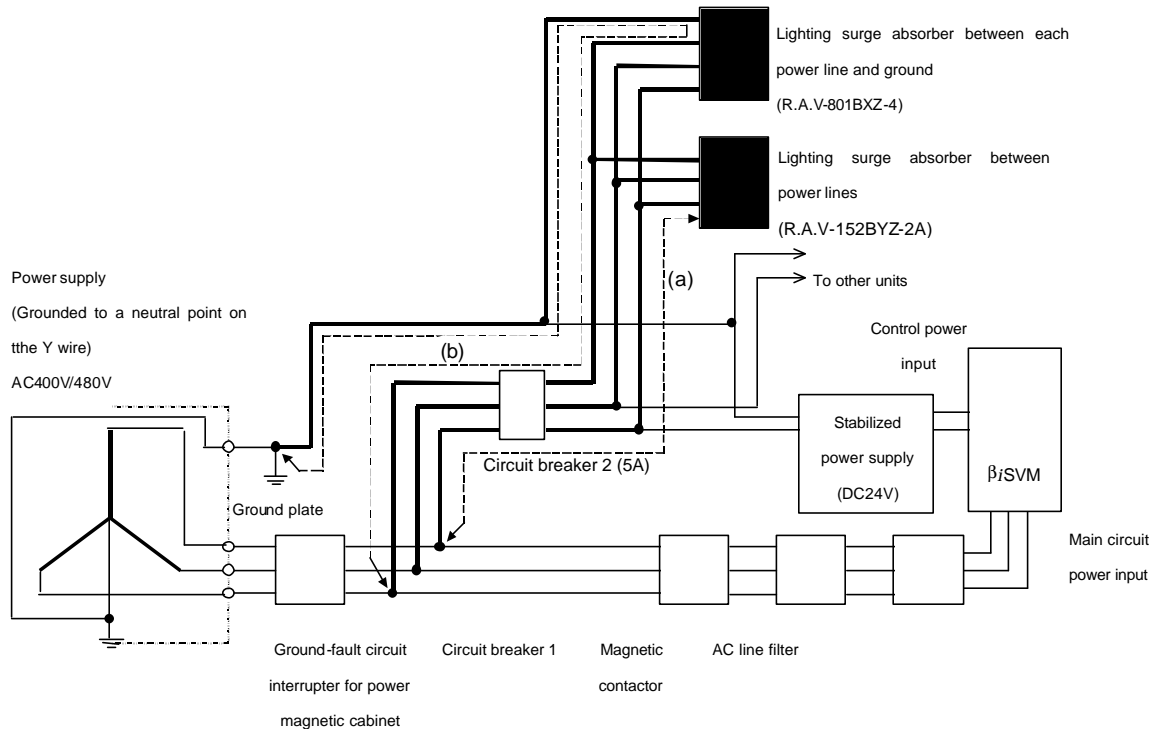 Lighting surge absorber between each
power line and ground
(R.A.V-801BXZ-4)
Lighting surge absorber between
power lines
(R.A.V-152BYZ-2A)
(a)
To other units
Power supply
(Grounded to a neutral point on
tthe Y wire)
AC400V/480V
(b)
Control power
input
Stabilized
power supply
(DC24V)
βiSVM
Circuit breaker 2 (5A)
Ground plate
Main circuit
power input
Ground-fault circuit
interrupter for power
magnetic cabinet
Circuit breaker 1
Magnetic
contactor
AC line filter